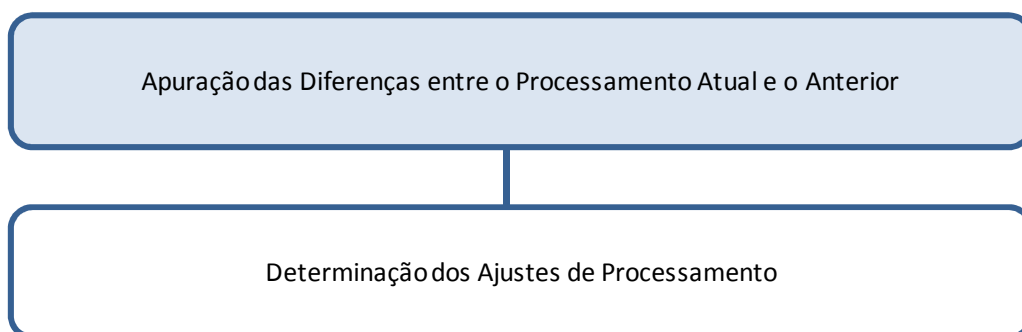 Apuração das Diferenças entre o Processamento Atual e o Anterior
Determinação dos Ajustes de Processamento